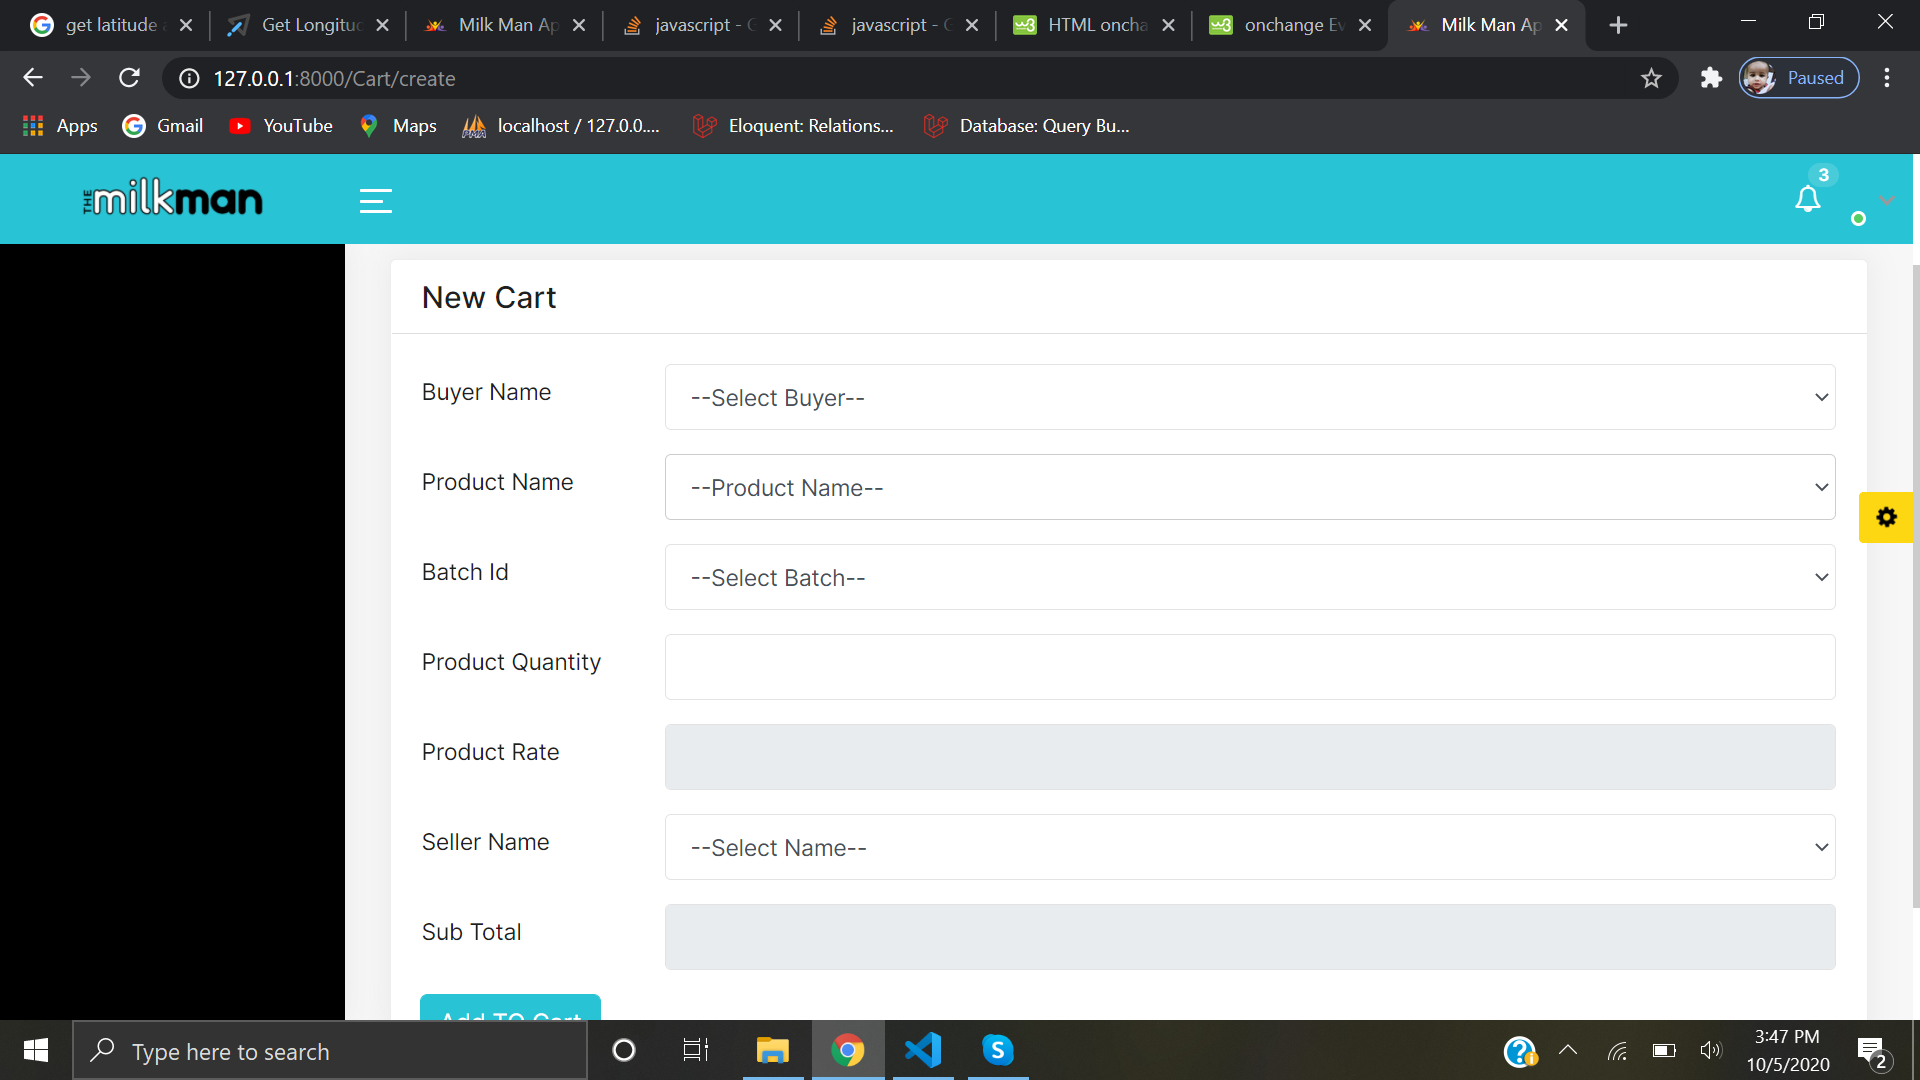 get latitude a
Get Longitud
Milk Man Ap
javascript - G
javascript - G
HTML oncha
onchange Ev
Milk Man Ap
127.0.0.1:8000/Cart/create
Paused
Apps
Gmail
YouTube
Maps
localhost / 127.0.0....
Eloquent: Relations...
Database: Query Bu...
THE milkman
3
New Cart
Buyer Name
--Select Buyer--
Product Name
--Product Name--
Batch Id
--Select Batch--
Product Quantity
Product Rate
Seller Name
--Select Name--
Sub Total
Add TO Cart
Type here to search
3:47 PM
10/5/2020
2